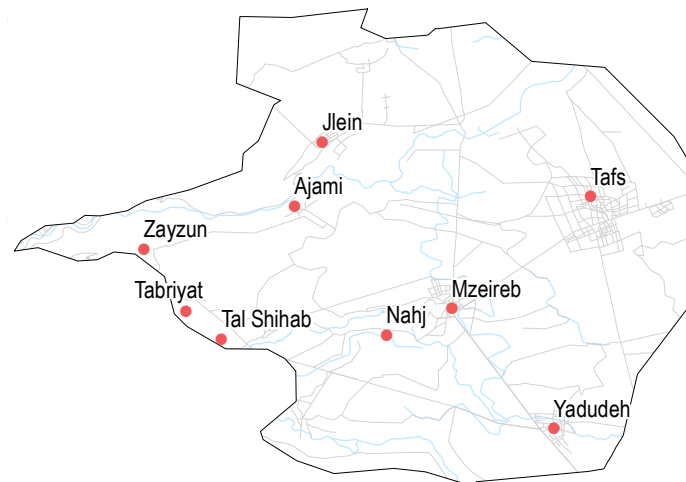 Jlein
Tafs
Ajami
Zayzun
Tabriyat
Mzeireb
Tal Shihab
Nahj
Yadudeh